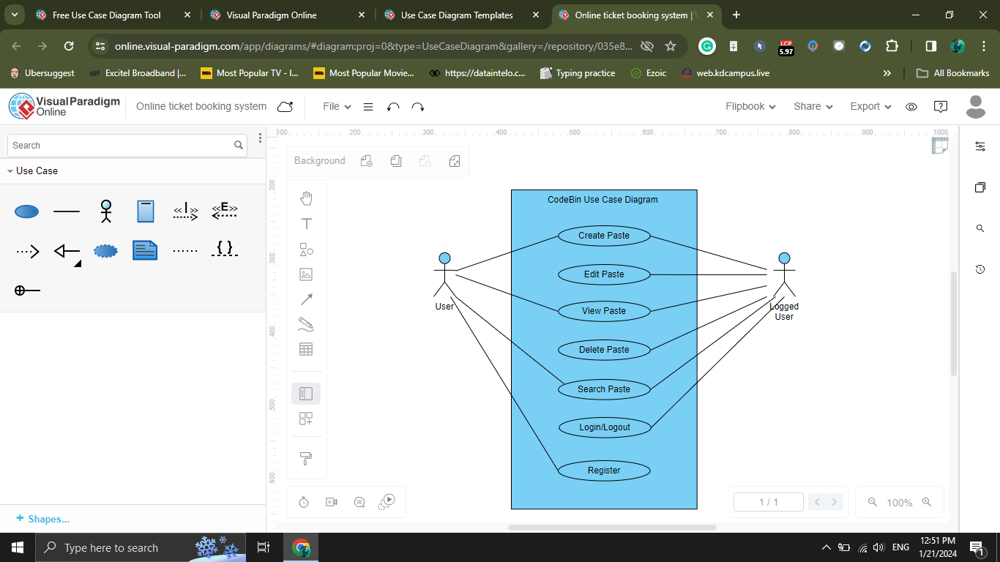 Free Use Case Diagram Tool
Visual Paradigm Online
Use Case Diagram Templates
Online ticket booking system |
online.visual-paradigm.com/app/diagrams/#diagram:proj=0&type=UseCaseDiagram&gallery=/repository/035e8...
LCP
5.97
Ubersuggest
IBF Excitel Broadband |...
Most Popular TV - I...
Most Popular Movie...
https://dataintelo.c...
Typing practice
Ezoic
web.kdcampus.live
»
All Bookmarks
Visual Paradigm
Online
Online ticket booking system
File
Flipbook
Share
Export
Search
Use Case
<<I>>
<<E>>
{ }
Shapes...
100 200 300 400 500 600 700 800 900 1000
200
300
400
500
600
Background
CodeBin Use Case Diagram
Create Paste
Edit Paste
View Paste
Delete Paste
Search Paste
Login/Logout
Register
User
Logged
User
1 / 1
100%
Type here to search
ENG
12:51 PM
1/21/2024
1